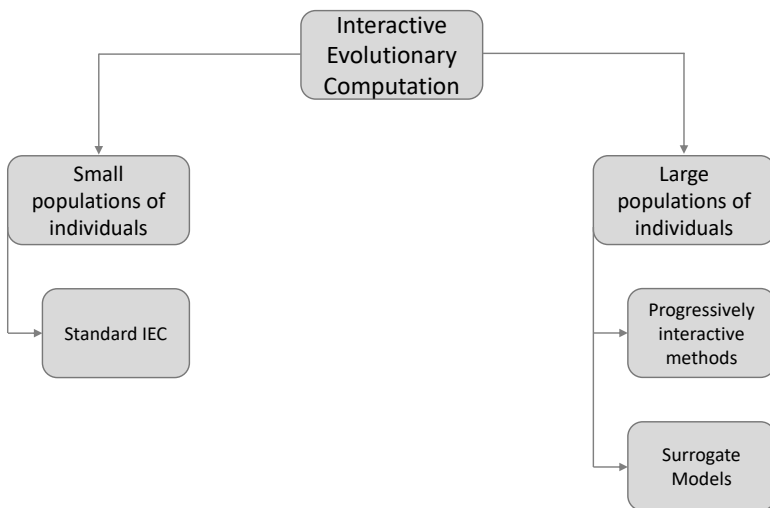 Interactive
Evolutionary
Computation
Small
populations of
individuals
Large
populations of
individuals
Standard IEC
Progressively
interactive
methods
Surrogate
Models